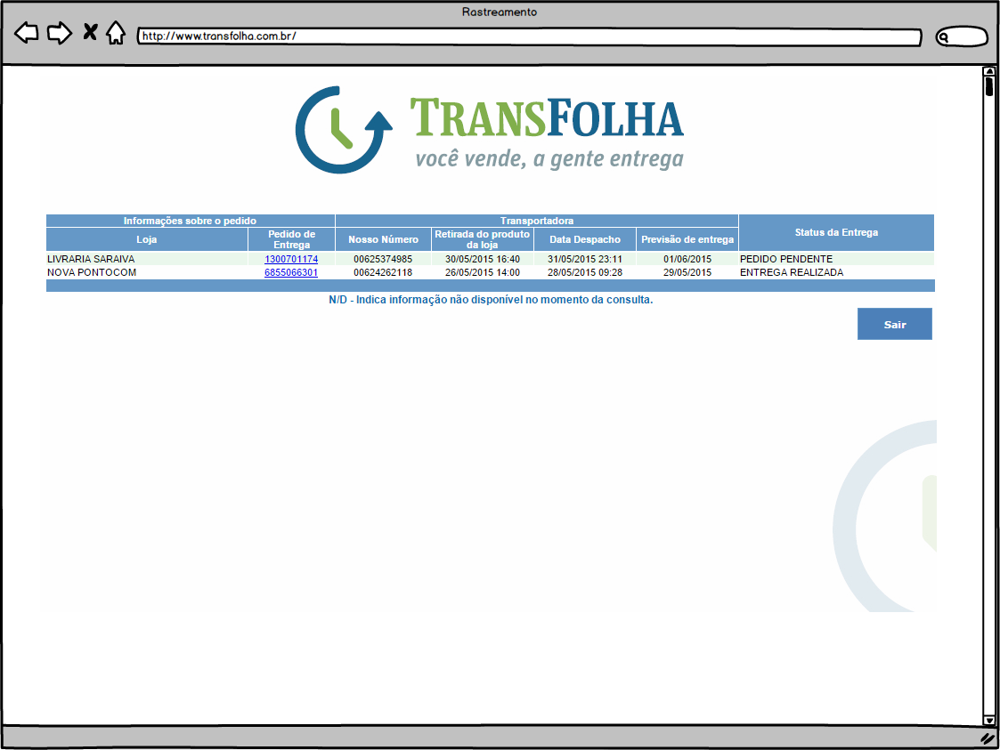 Rastreamento
http://www.transfolha.com.br/
TRANSFOLHA
você vende, a gente entrega
Informações sobre o pedido Transportadora Status da Entrega
Loja Pedido de Entrega Nosso Número Retirada do produto da loja Data Despacho Previsão de entrega
LIVRARIA SARAIVA 1300701174 00625374985 30/05/2015 16:40 31/05/2015 23:11 01/06/2015 PEDIDO PENDENTE
NOVA PONTOCOM 6855066301 00624262118 26/05/2015 14:00 28/05/2015 09:28 29/05/2015 ENTREGA REALIZADA
N/D - Indica informação não disponível no momento da consulta.
Sair